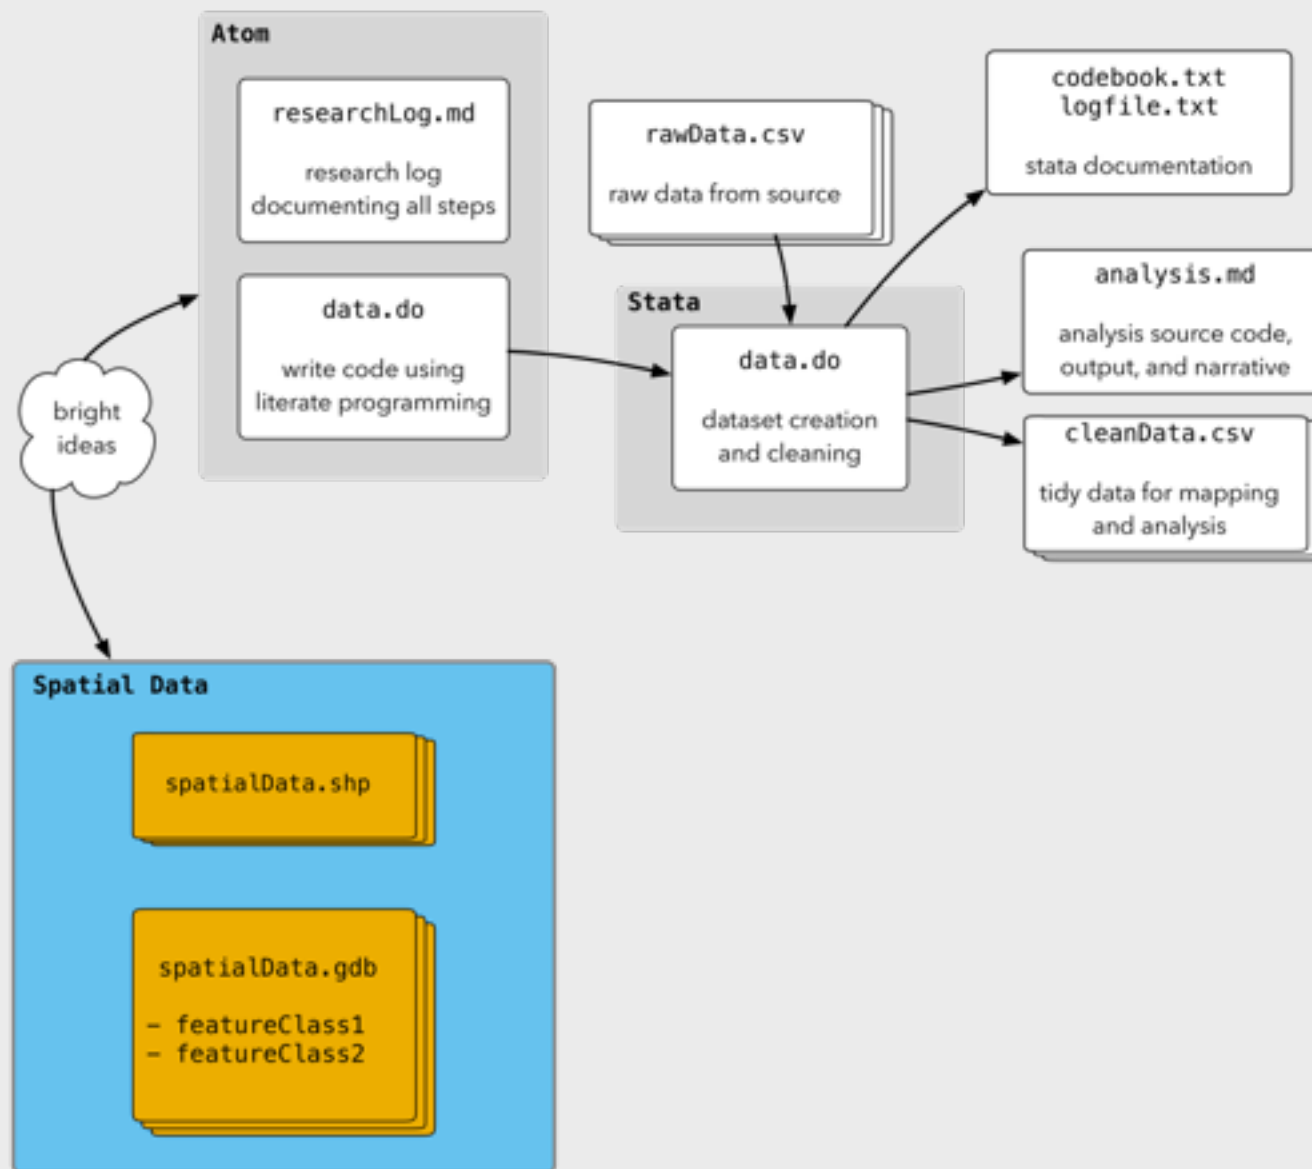 Atom
researchLog.md
research log
documenting all steps
data.do
write code using
literate programming
bright
ideas
rawData.csv
raw data from source
Stata
data.do
dataset creation
and cleaning
codebook.txt
logfile.txt
stata documentation
analysis.md
analysis source code,
output, and narrative
cleanData.csv
tidy data for mapping
and analysis
Spatial Data
spatialData.shp
spatialData.gdb
- featureClass1
- featureClass2